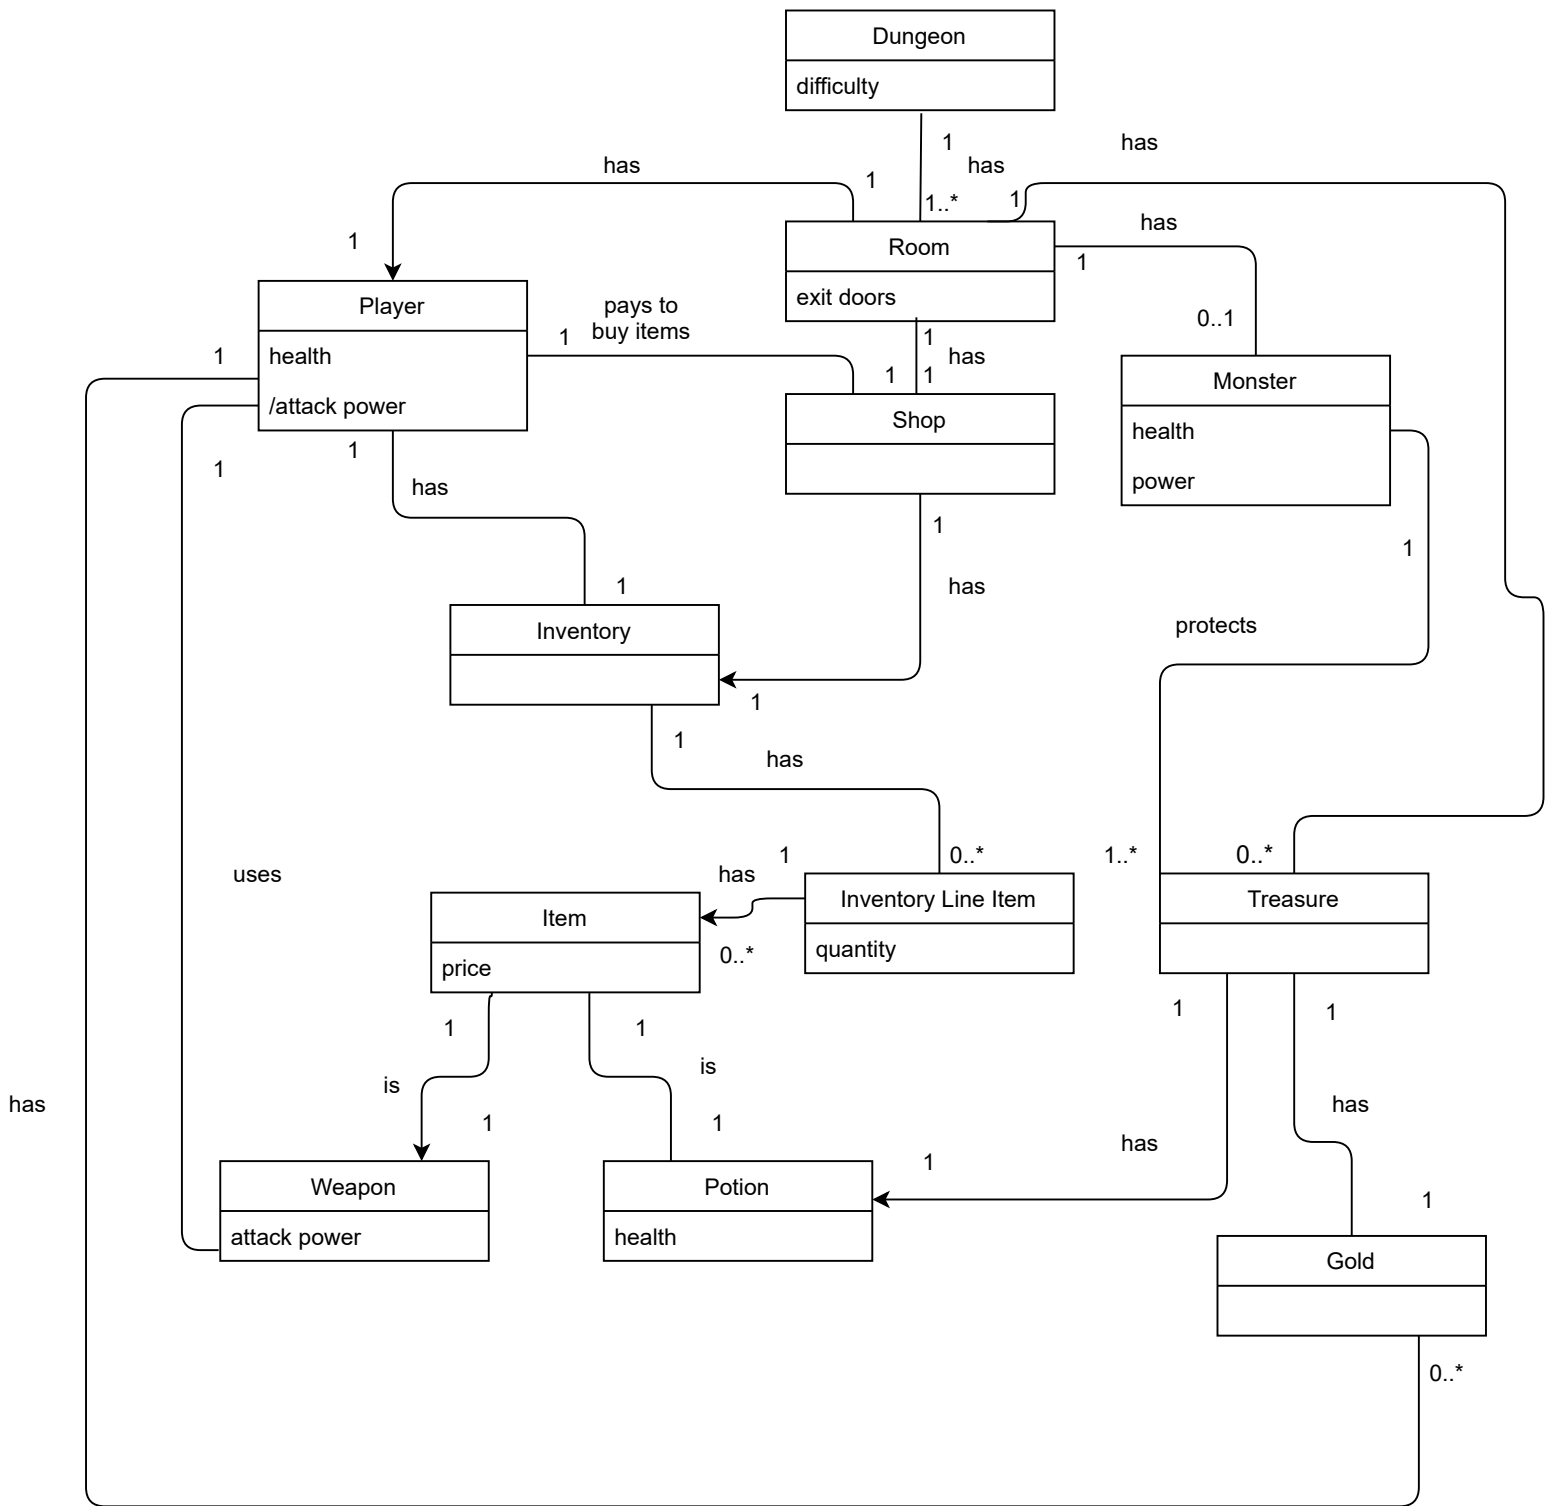 Dungeon
difficulty
1
has
has
has
1
1..*
1
1
has
Room
exit doors
1
0..1
Player
health
/attack power
pays to
buy items
1
1
has
1
1
1
Monster
health
power
Shop
1
1
has
1
1
has
1
protects
Inventory
1
1
has
1
0..*
1..*
0..*
uses
has
Inventory Line Item
quantity
Treasure
Item
price
0..*
1
1
1
1
is
is
has
has
has
1
1
1
1
Weapon
attack power
Potion
health
Gold
0..*